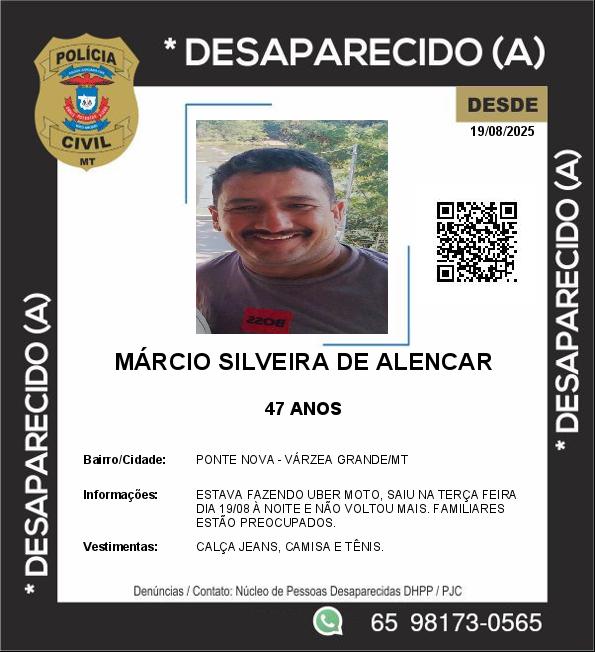 * DESAPARECIDO (A)
POLÍCIA
CIVIL
MT
DESDE
19/08/2025
* DESAPARECIDO (A)
* DESAPARECIDO (A)
BOSS
MÁRCIO SILVEIRA DE ALENCAR
47 ANOS
Bairro/Cidade: PONTE NOVA - VÁRZEA GRANDE/MT
Informações: ESTAVA FAZENDO UBER MOTO, SAIU NA TERÇA FEIRA
DIA 19/08 À NOITE E NÃO VOLTOU MAIS. FAMILIARES
ESTÃO PREOCUPADOS.
Vestimentas: CALÇA JEANS, CAMISA E TÊNIS.
Denúncias / Contato: Núcleo de Pessoas Desaparecidas DHPP / PJC
65 98173-0565